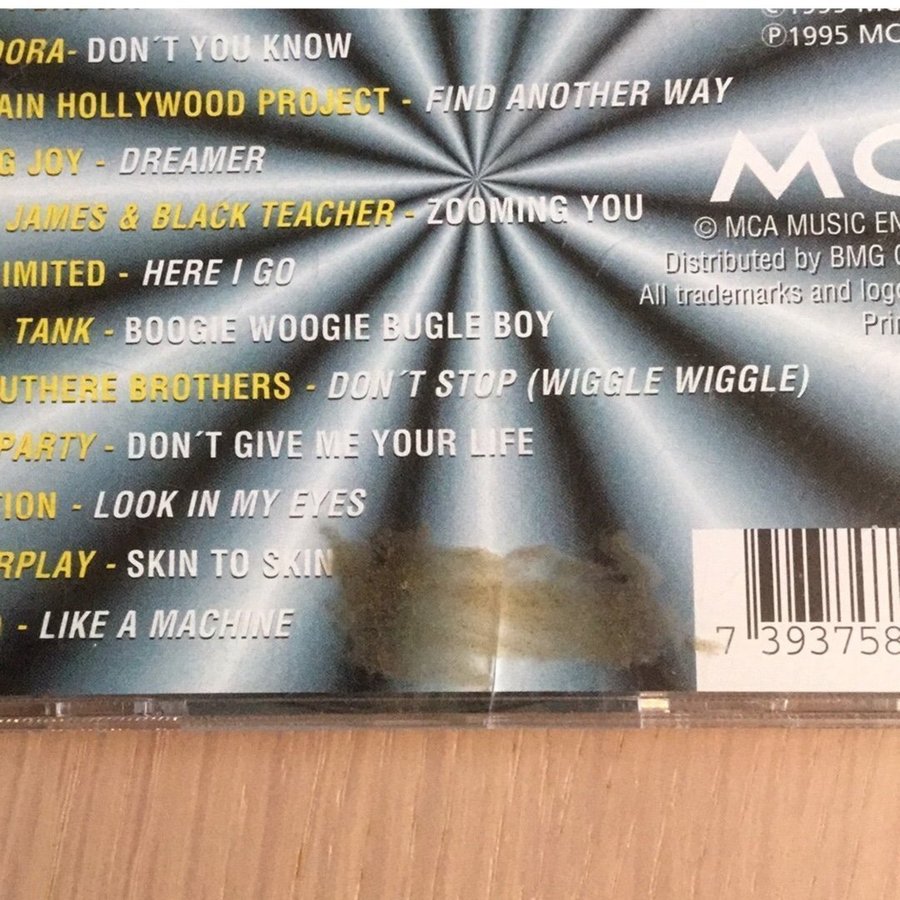 DORA- DON´T YOU KNOW
AIN HOLLYWOOD PROJECT - FIND ANOTHER WAY
G JOY - DREAMER
JAMES & BLACK TEACHER - ZOOMING YOU
IMITED - HERE I GO
TANK - BOOGIE WOOGIE BUGLE BOY
UTHERE BROTHERS - DON´T STOP (WIGGLE WIGGLE)
PARTY - DON´T GIVE ME YOUR LIFE
TION - LOOK IN MY EYES
RPLAY - SKIN TO SKIN
- LIKE A MACHINE
©1995 MC
℗1995 MC
MC
© MCA MUSIC EN
Distributed by BMG
All trademarks and logo
Prin
7 393758